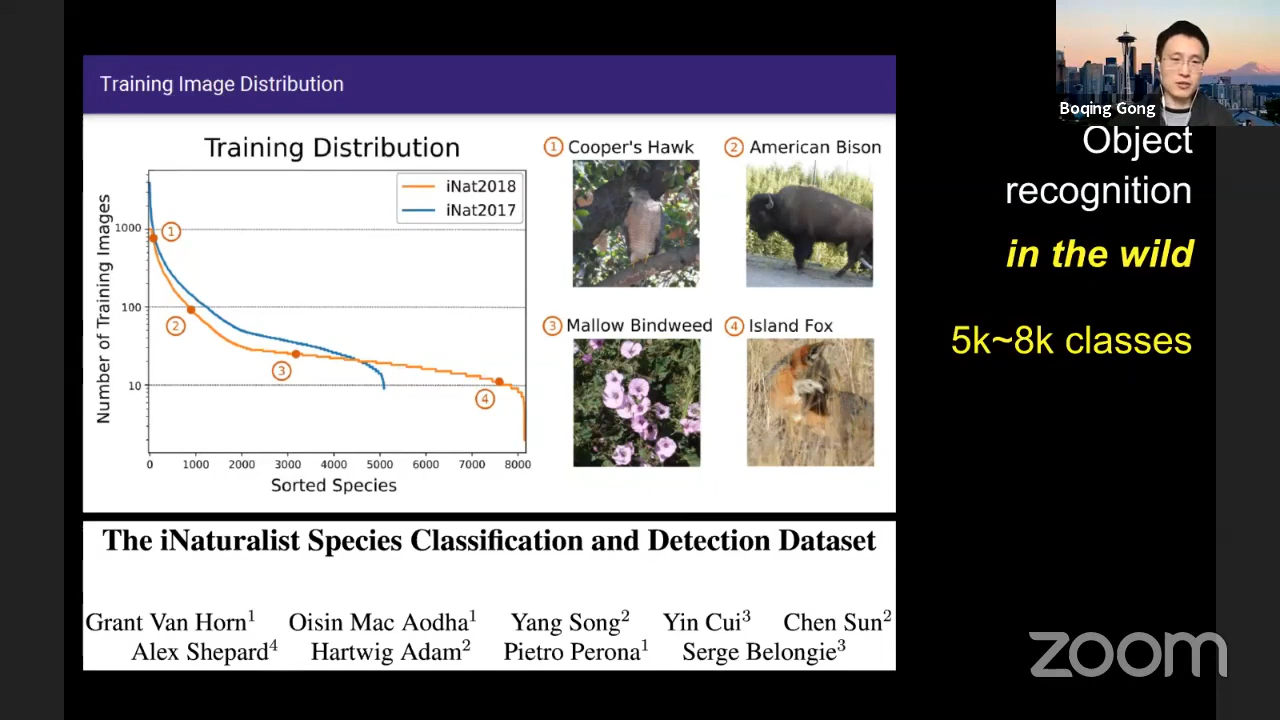 Training Image Distribution
Training Distribution
iNat2018
iNat2017
Number of Training Images
1000
100
10
0 1000 2000 3000 4000 5000 6000 7000 8000
Sorted Species
1
2
3
4
1 Cooper's Hawk
2 American Bison
3 Mallow Bindweed
4 Island Fox
The iNaturalist Species Classification and Detection Dataset
Grant Van Horn1 Oisin Mac Aodha1 Yang Song2 Yin Cui3 Chen Sun2
Alex Shepard4 Hartwig Adam2 Pietro Perona1 Serge Belongie3
Boqing Gong
Object
recognition
in the wild
5k~8k classes
zoom